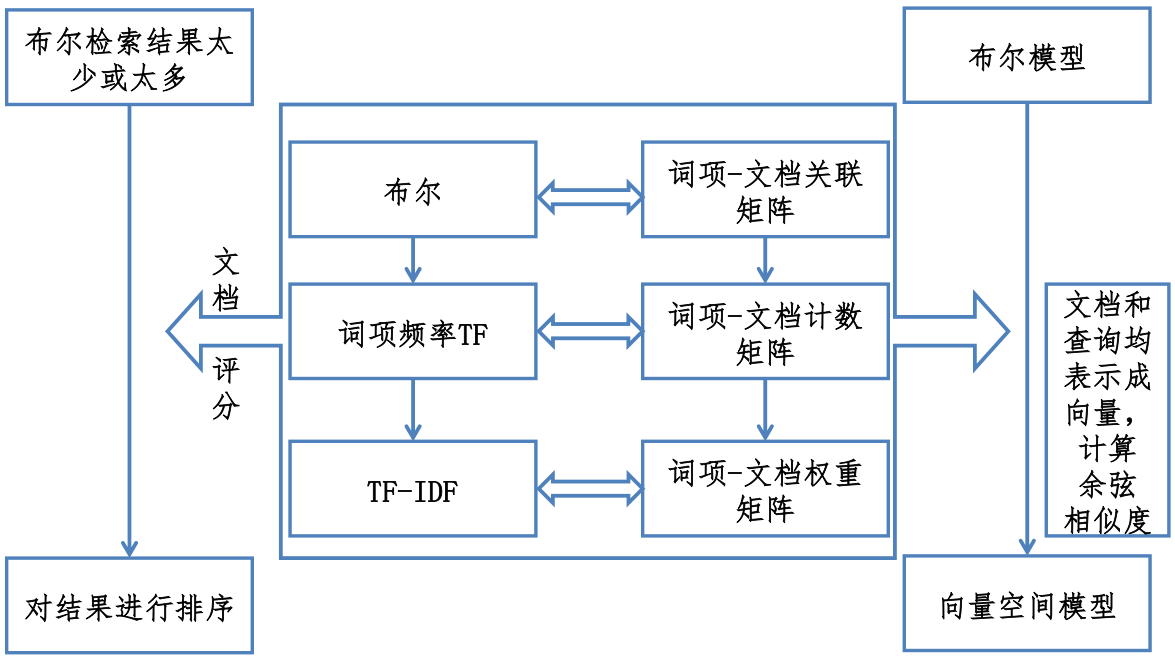 布尔检索结果太
少或太多
布尔模型
布尔
词项-文档关联
矩阵
文
档
评
分
词项频率TF
词项-文档计数
矩阵
文档和
查询均
表示成
向量，
计算
余弦
相似度
TF-IDF
词项-文档权重
矩阵
对结果进行排序
向量空间模型